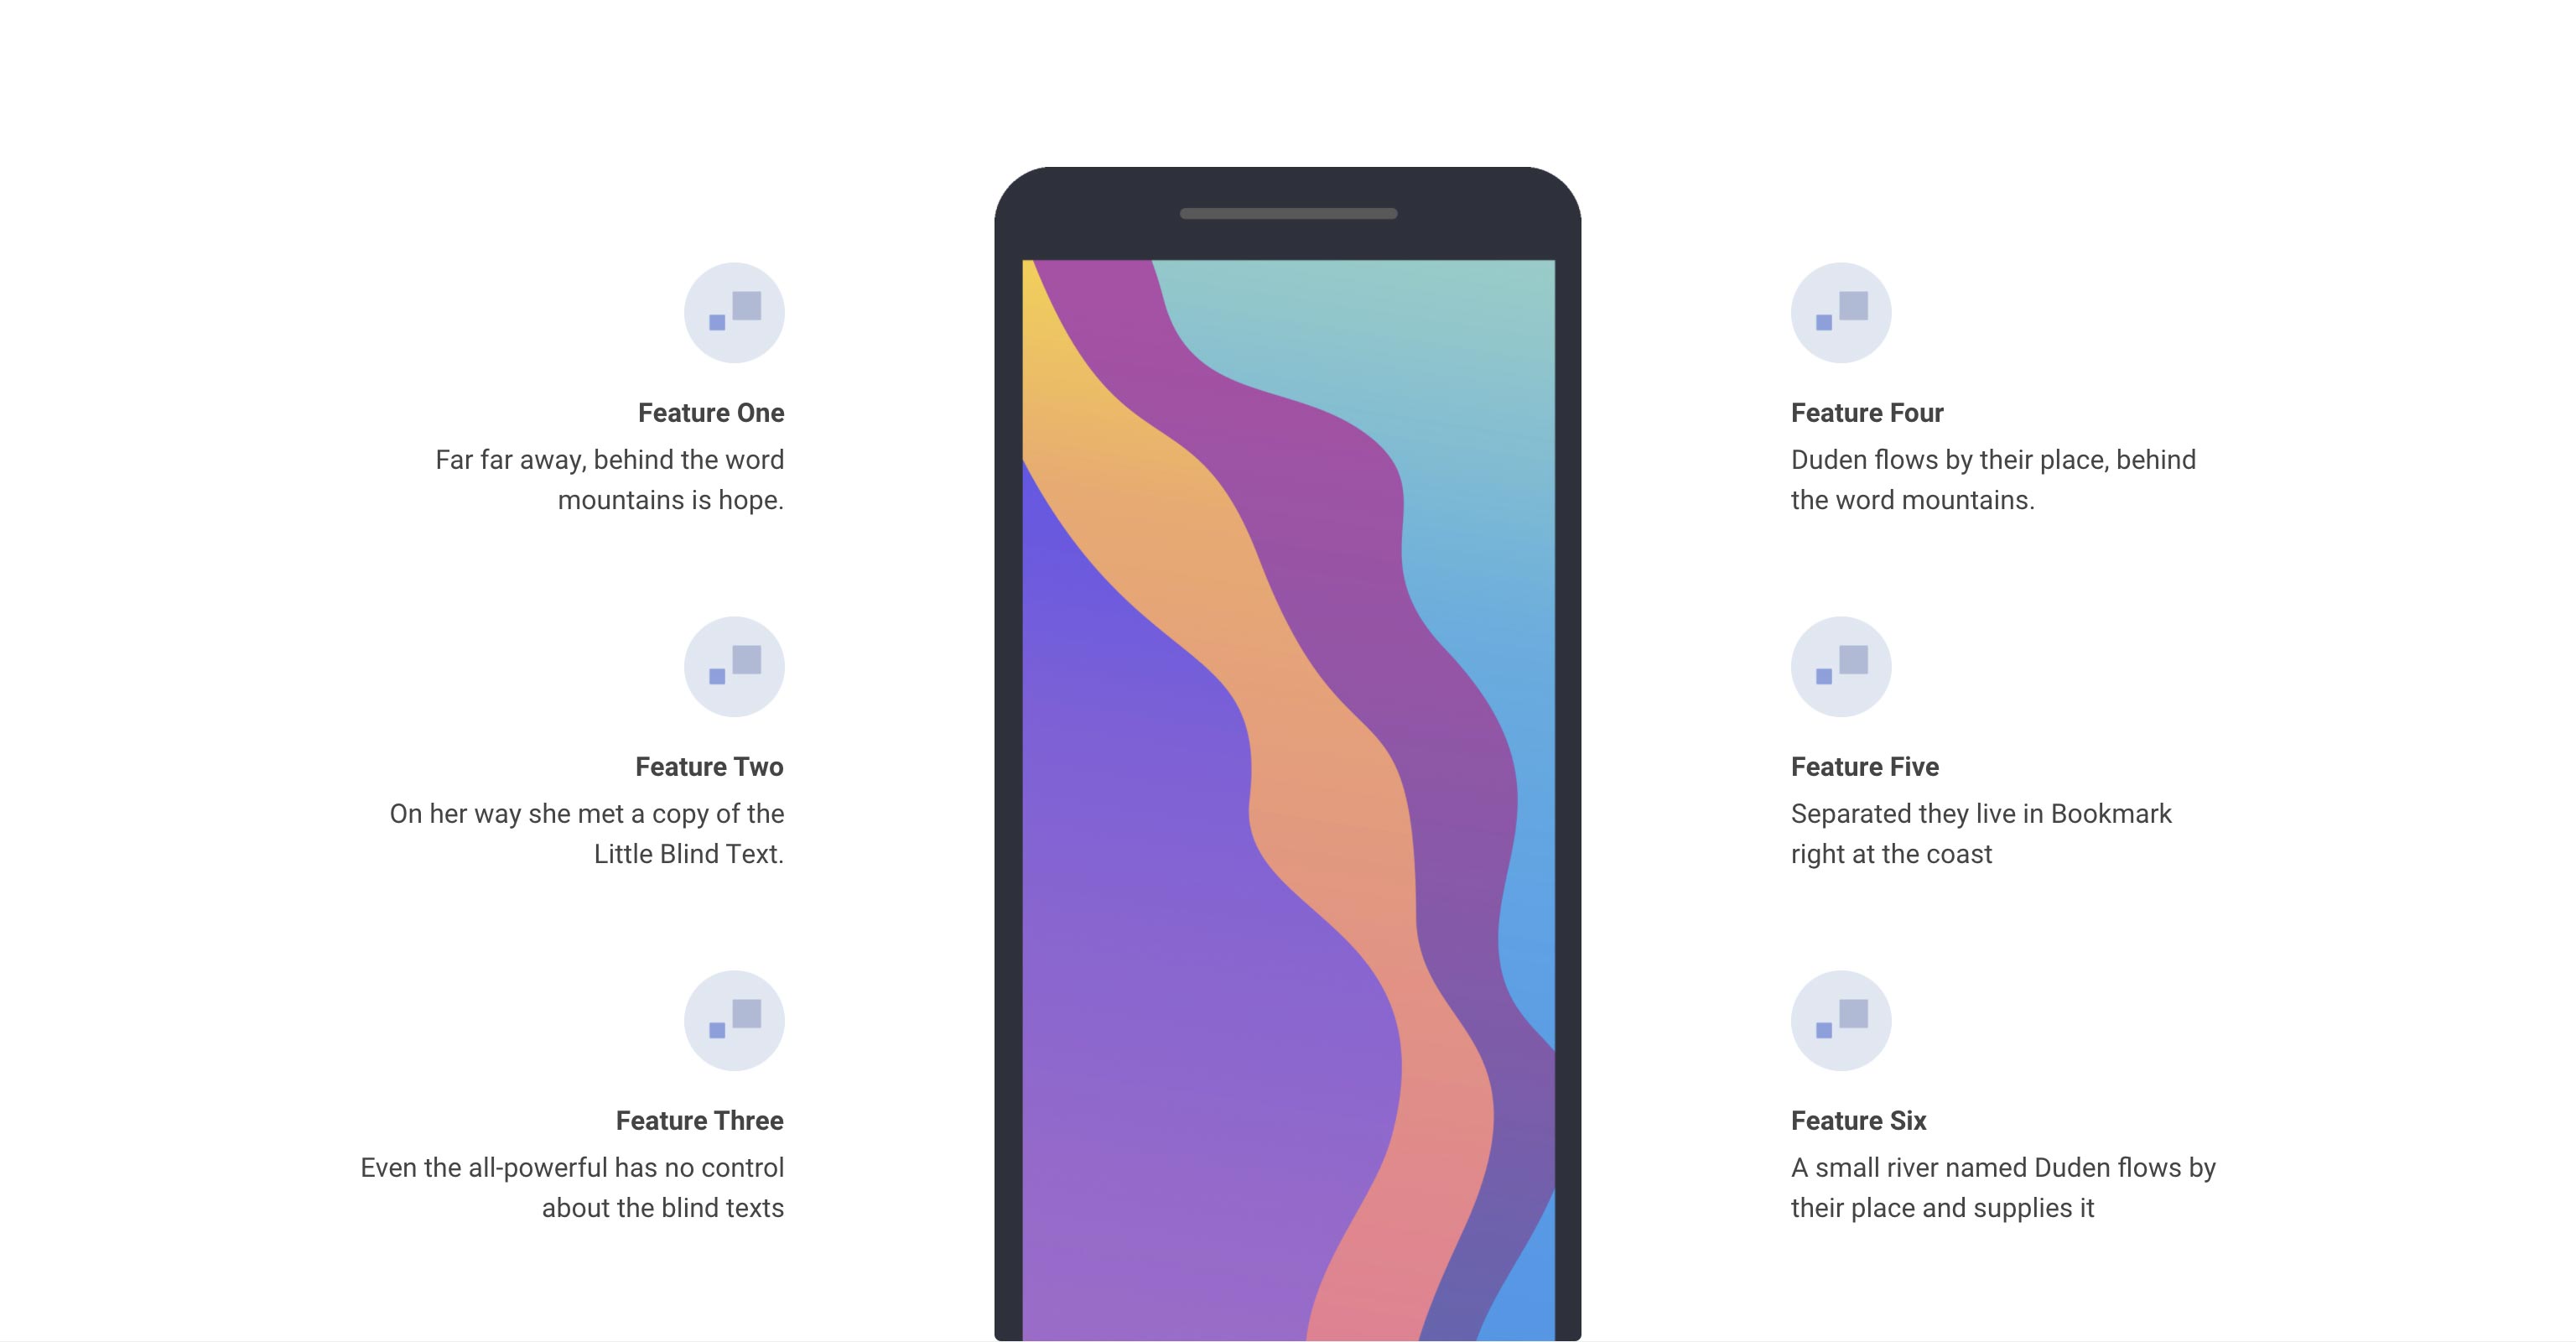 Feature One
Far far away, behind the word
mountains is hope.
Feature Two
On her way she met a copy of the
Little Blind Text.
Feature Three
Even the all-powerful has no control
about the blind texts
Feature Four
Duden flows by their place, behind
the word mountains.
Feature Five
Separated they live in Bookmark
right at the coast
Feature Six
A small river named Duden flows by
their place and supplies it